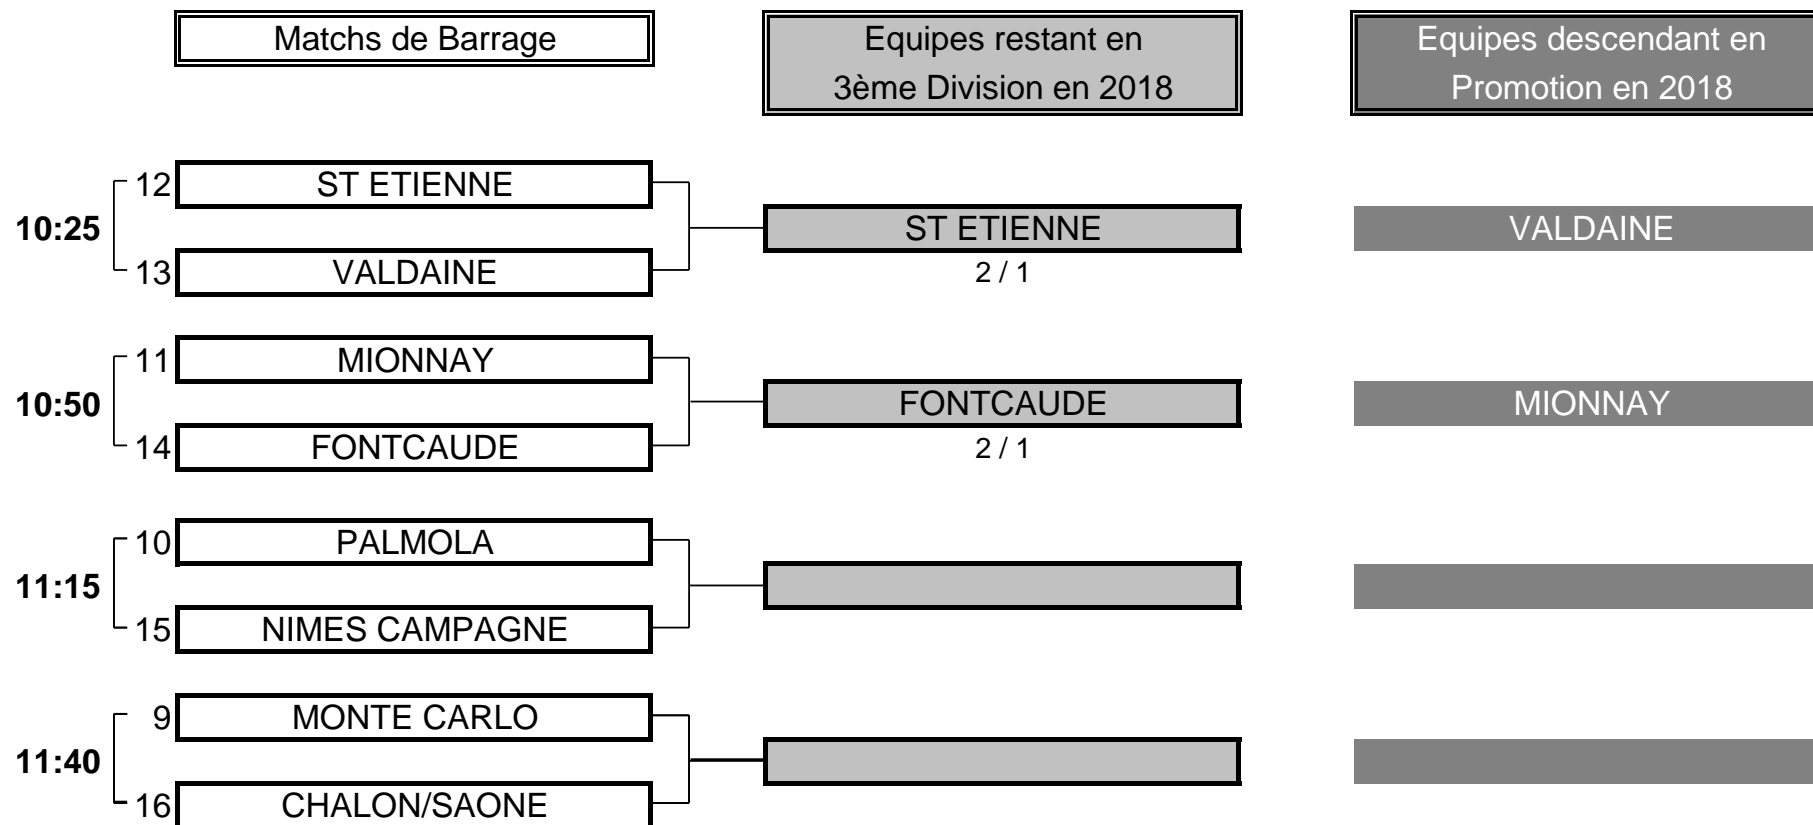 Matchs de Barrage
Equipes restant en
3ème Division en 2018
Equipes descendant en
Promotion en 2018
12 ST ETIENNE
10:25 ST ETIENNE VALDAINE
13 VALDAINE 2 / 1
11 MIONNAY
10:50 FONTCAUDE MIONNAY
14 FONTCAUDE 2 / 1
10 PALMOLA
11:15
15 NIMES CAMPAGNE
9 MONTE CARLO
11:40
16 CHALON/SAONE